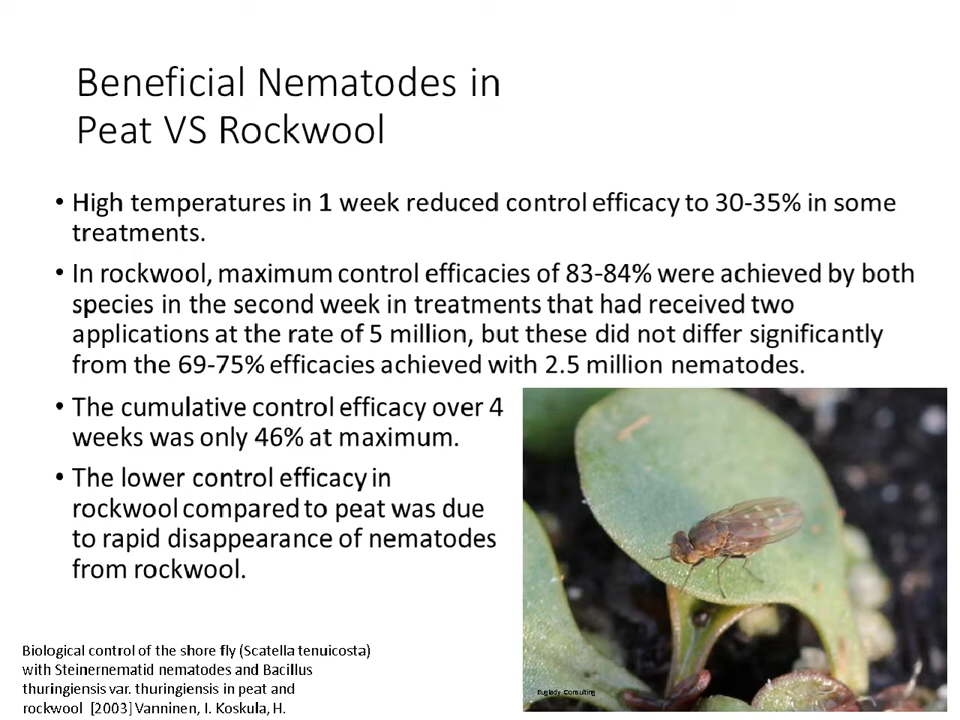 Beneficial Nematodes in
Peat VS Rockwool
• High temperatures in 1 week reduced control efficacy to 30-35% in some
treatments.
• In rockwool, maximum control efficacies of 83-84% were achieved by both
species in the second week in treatments that had received two
applications at the rate of 5 million, but these did not differ significantly
from the 69-75% efficacies achieved with 2.5 million nematodes.
• The cumulative control efficacy over 4
weeks was only 46% at maximum.
• The lower control efficacy in
rockwool compared to peat was due
to rapid disappearance of nematodes
from rockwool.
Buglady Consulting
Biological control of the shore fly (Scatella tenuicosta)
with Steinernematid nematodes and Bacillus
thuringiensis var. thuringiensis in peat and
rockwool [2003] Vanninen, I. Koskula, H.